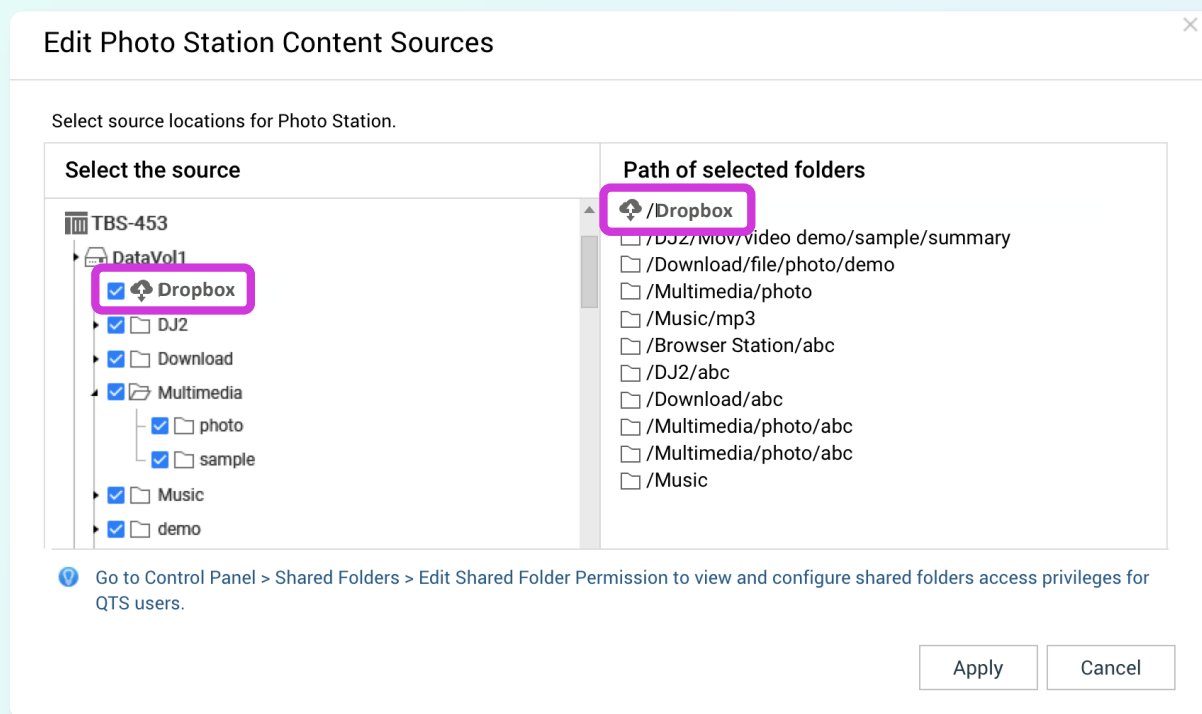 Edit Photo Station Content Sources
Select source locations for Photo Station.
Select the source
TBS-453
DataVol1
Dropbox
DJ2
Download
Multimedia
photo
sample
Music
demo
Path of selected folders
/Dropbox
/DJ2/Mov/video demo/sample/summary
/Download/file/photo/demo
/Multimedia/photo
/Music/mp3
/Browser Station/abc
/DJ2/abc
/Download/abc
/Multimedia/photo/abc
/Multimedia/photo/abc
/Music
Go to Control Panel > Shared Folders > Edit Shared Folder Permission to view and configure shared folders access privileges for
QTS users.
Apply
Cancel